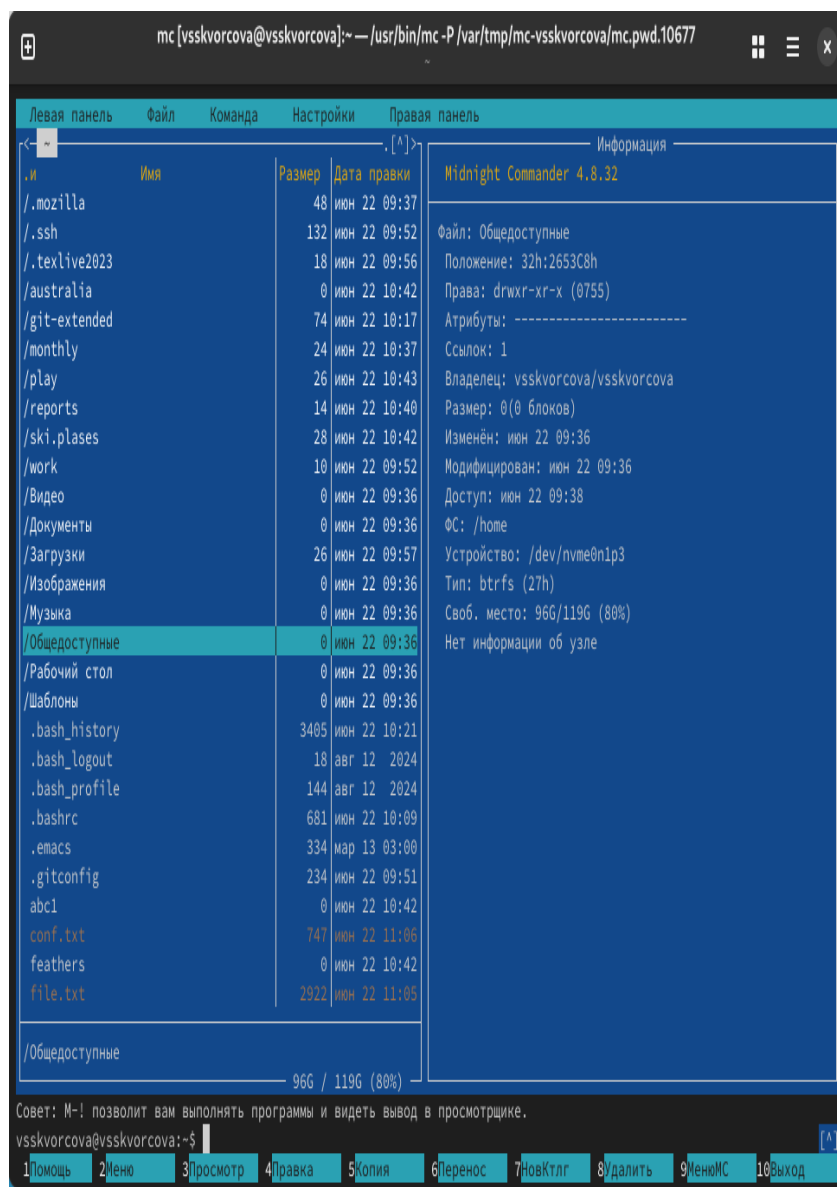 mc [vsskvorcova@vsskvorcova]:~ — /usr/bin/mc -P /var/tmp/mc-vsskvorcova/mc.pwd.10677
~
Левая панель Файл Команда Настройки Правая панель
<─ ~ .[^]>
.и Имя Размер Дата правки
/.mozilla 48 июн 22 09:37
/.ssh 132 июн 22 09:52
/.texlive2023 18 июн 22 09:56
/australia 0 июн 22 10:42
/git-extended 74 июн 22 10:17
/monthly 24 июн 22 10:37
/play 26 июн 22 10:43
/reports 14 июн 22 10:40
/ski.plases 28 июн 22 10:42
/work 10 июн 22 09:52
/Видео 0 июн 22 09:36
/Документы 0 июн 22 09:36
/Загрузки 26 июн 22 09:57
/Изображения 0 июн 22 09:36
/Музыка 0 июн 22 09:36
/Общедоступные 0 июн 22 09:36
/Рабочий стол 0 июн 22 09:36
/Шаблоны 0 июн 22 09:36
.bash_history 3405 июн 22 10:21
.bash_logout 18 авг 12 2024
.bash_profile 144 авг 12 2024
.bashrc 681 июн 22 10:09
.emacs 334 мар 13 03:00
.gitconfig 234 июн 22 09:51
abc1 0 июн 22 10:42
conf.txt 747 июн 22 11:06
feathers 0 июн 22 10:42
file.txt 2922 июн 22 11:05
/Общедоступные
96G / 119G (80%)
Информация
Midnight Commander 4.8.32
Файл: Общедоступные
Положение: 32h:2653C8h
Права: drwxr-xr-x (0755)
Атрибуты: ------------------------
Ссылок: 1
Владелец: vsskvorcova/vsskvorcova
Размер: 0(0 блоков)
Изменён: июн 22 09:36
Модифицирован: июн 22 09:36
Доступ: июн 22 09:38
ФС: /home
Устройство: /dev/nvme0n1p3
Тип: btrfs (27h)
Своб. место: 96G/119G (80%)
Нет информации об узле
Совет: M-! позволит вам выполнять программы и видеть вывод в просмотрщике.
vsskvorcova@vsskvorcova:~$ [^]
1Помощь 2Меню 3Просмотр 4Правка 5Копия 6Перенос 7НовКтлг 8Удалить 9МенюMC 10Выход